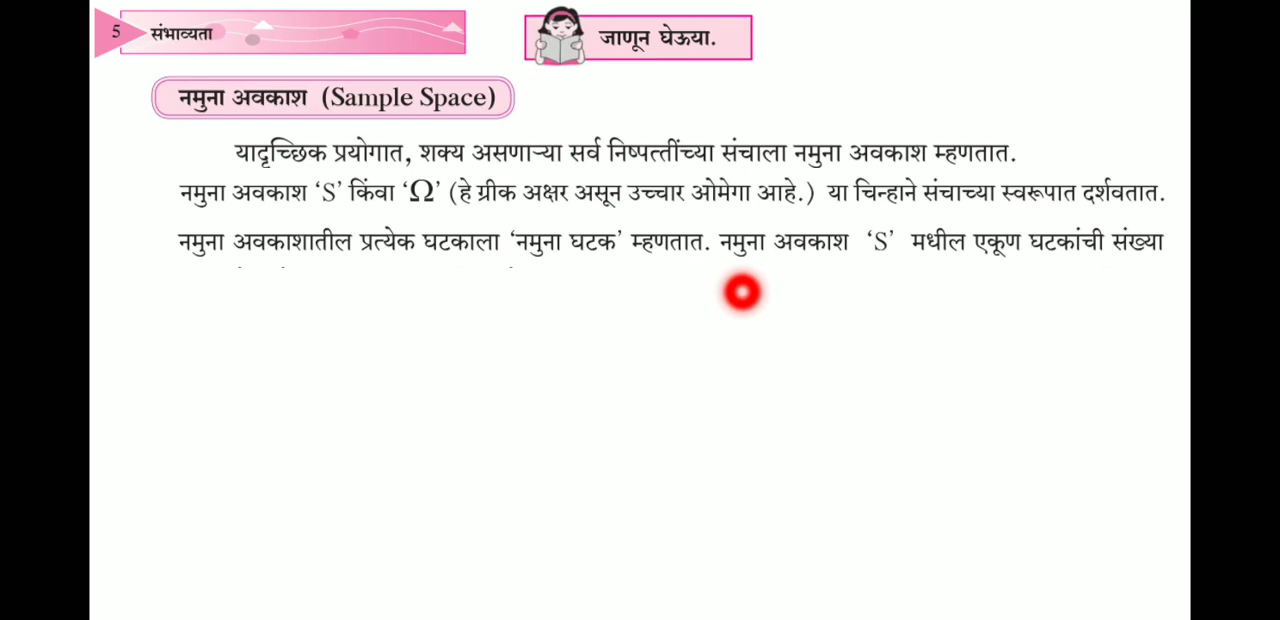 5 संभाव्यता
जाणून घेऊया.
नमुना अवकाश (Sample Space)
यादृच्छिक प्रयोगात, शक्य असणाऱ्या सर्व निष्पत्तींच्या संचाला नमुना अवकाश म्हणतात.
नमुना अवकाश ‘S’ किंवा ‘Ω’ (हे ग्रीक अक्षर असून उच्चार ओमेगा आहे.) या चिन्हाने संचाच्या स्वरूपात दर्शवतात.
नमुना अवकाशातील प्रत्येक घटकाला ‘नमुना घटक’ म्हणतात. नमुना अवकाश ‘S’ मधील एकूण घटकांची संख्या